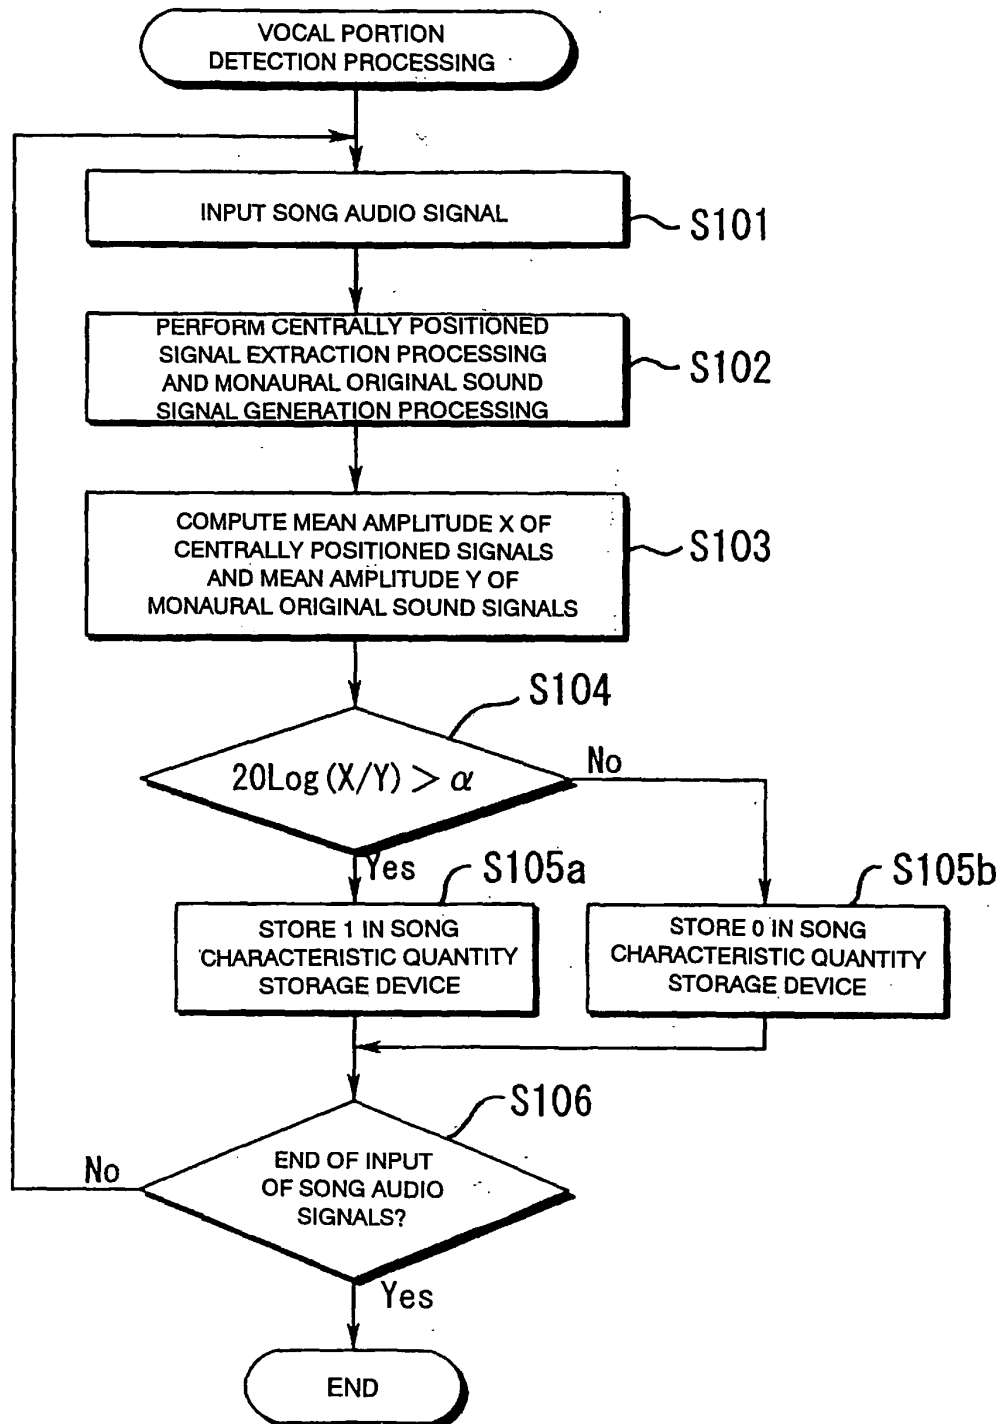 VOCAL PORTION
DETECTION PROCESSING
INPUT SONG AUDIO SIGNAL
S101
PERFORM CENTRALLY POSITIONED
SIGNAL EXTRACTION PROCESSING
AND MONAURAL ORIGINAL SOUND
SIGNAL GENERATION PROCESSING
S102
COMPUTE MEAN AMPLITUDE X OF
CENTRALLY POSITIONED SIGNALS
AND MEAN AMPLITUDE Y OF
MONAURAL ORIGINAL SOUND SIGNALS
S103
S104
20Log(X/Y) > α
No
Yes
S105a
S105b
STORE 1 IN SONG
CHARACTERISTIC QUANTITY
STORAGE DEVICE
STORE 0 IN SONG
CHARACTERISTIC QUANTITY
STORAGE DEVICE
S106
END OF INPUT
OF SONG AUDIO
SIGNALS?
No
Yes
END